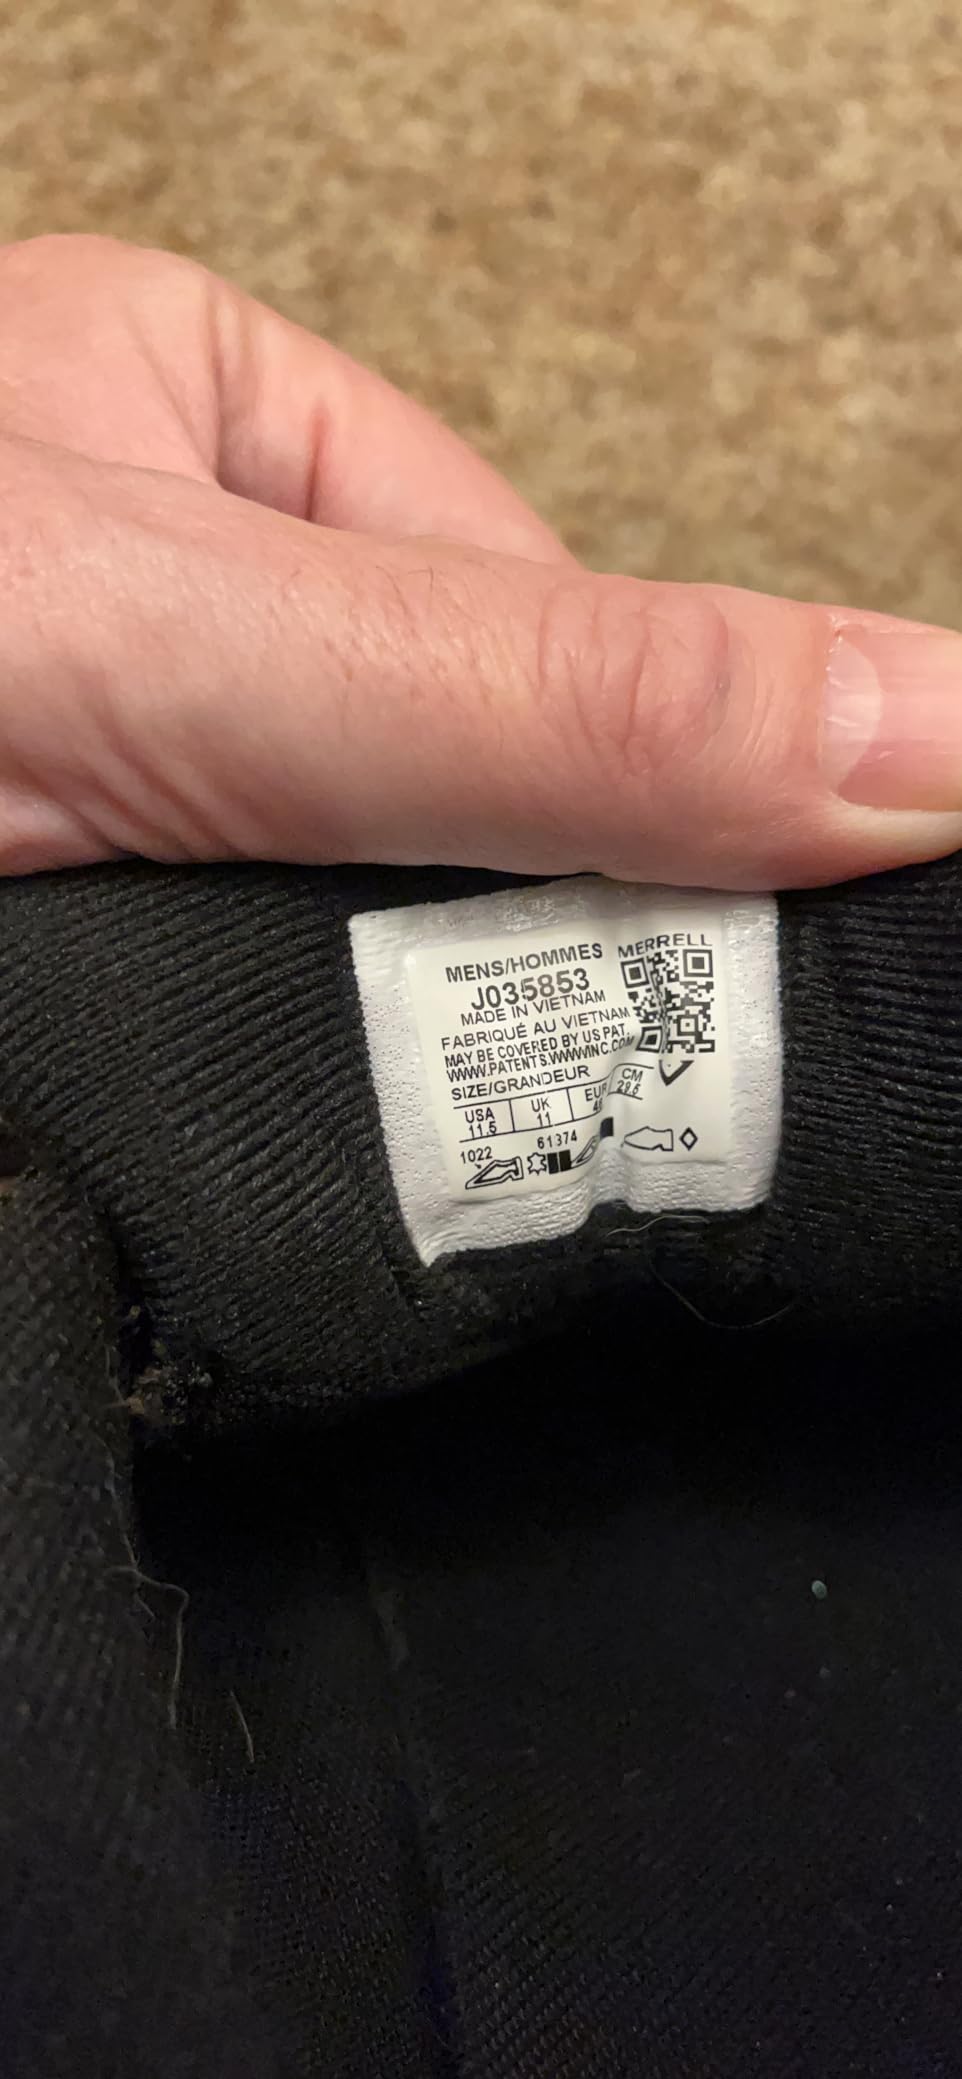 MENS/HOMMES
MERRELL
J035853
MADE IN VIETNAM
FABRIQUÉ AU VIETNAM
MAY BE COVERED BY US PAT.
WWW.PATENTS.WWWINC.COM
SIZE/GRANDEUR
USA UK EUR CM
11.5 11 29.5
1022 61374